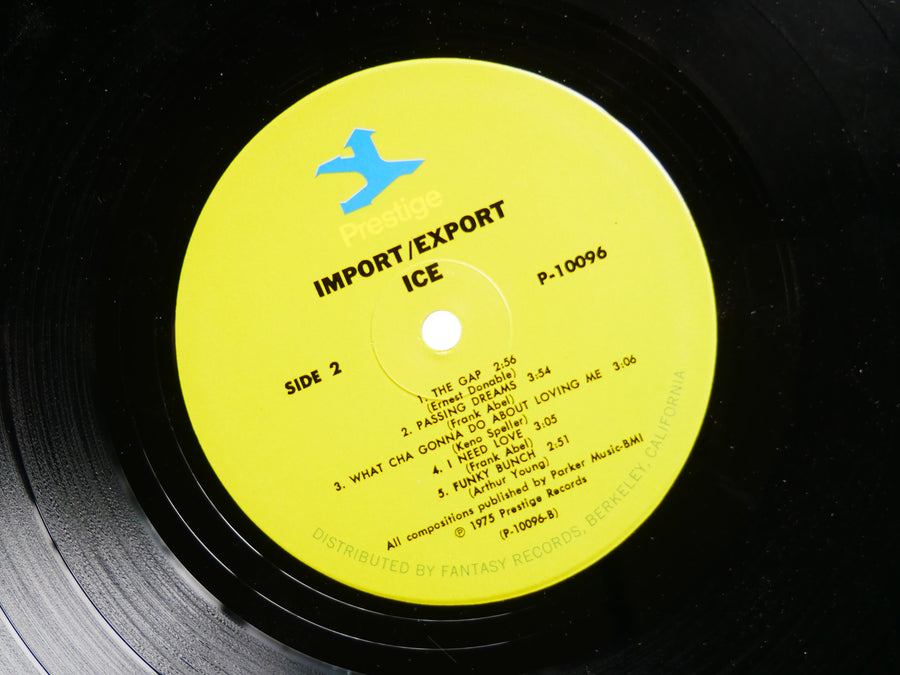 Prestige
IMPORT/EXPORT
ICE
P-10096
SIDE 2
1. THE GAP 2:56
(Ernest Donable)
2. PASSING DREAMS 3:54
(Frank Abel)
3. WHAT CHA GONNA DO ABOUT LOVING ME 3:06
(Keno Speller)
4. I NEED LOVE 3:05
(Frank Abel)
5. FUNKY BUNCH 2:51
(Arthur Young)
All compositions published by Parker Music-BMI
℗ 1975 Prestige Records
(P-10096-B)
DISTRIBUTED BY FANTASY RECORDS, BERKELEY, CALIFORNIA